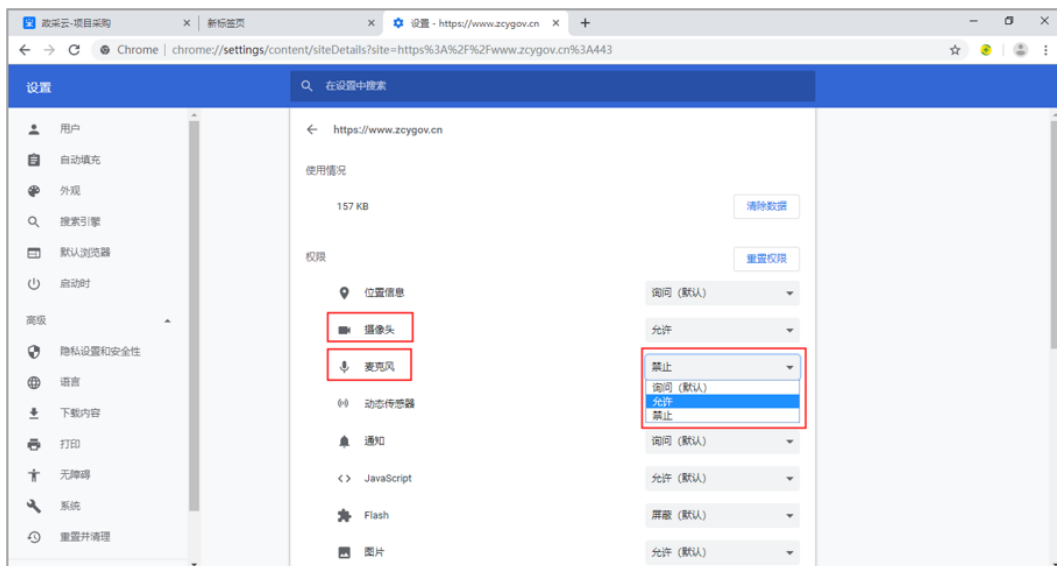 政采云-项目采购
新标签页
设置 - https://www.zcygov.cn
Chrome | chrome://settings/content/siteDetails?site=https%3A%2F%2Fwww.zcygov.cn%3A443
设置
在设置中搜索
用户
自动填充
外观
搜索引擎
默认浏览器
启动时
高级
隐私设置和安全性
语言
下载内容
打印
无障碍
系统
重置并清理
https://www.zcygov.cn
使用情况
157 KB 清除数据
权限 重置权限
位置信息 询问 (默认)
摄像头 允许
麦克风 禁止
询问 (默认)
允许
禁止
动态传感器
通知 询问 (默认)
JavaScript 允许 (默认)
Flash 屏蔽 (默认)
图片 允许 (默认)